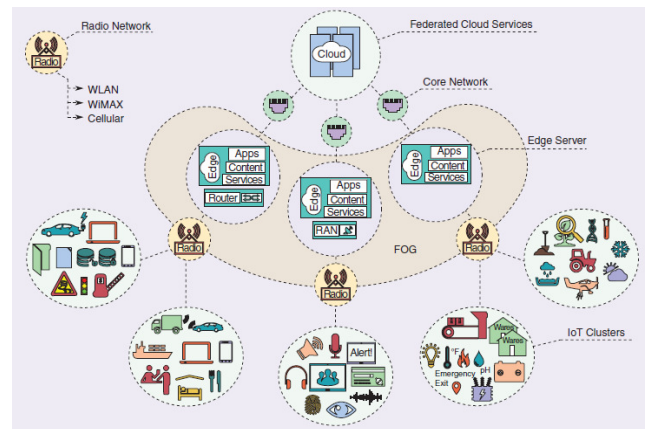 Radio Network
Radio
WLAN
WiMAX
Cellular
Federated Cloud Services
Cloud
Core Network
Edge Server
Edge
Apps
Content
Services
Router
Edge
Apps
Content
Services
RAN
Edge
Apps
Content
Services
FOG
Radio
Radio
Radio
Alert!
IoT Clusters
Wares
Wares
°F
pH
Emergency
Exit